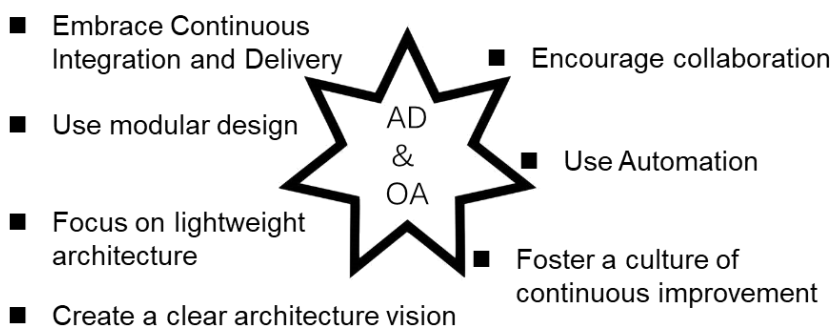 Embrace Continuous
Integration and Delivery
Use modular design
Focus on lightweight
architecture
Create a clear architecture vision
AD
&
OA
Encourage collaboration
Use Automation
Foster a culture of
continuous improvement